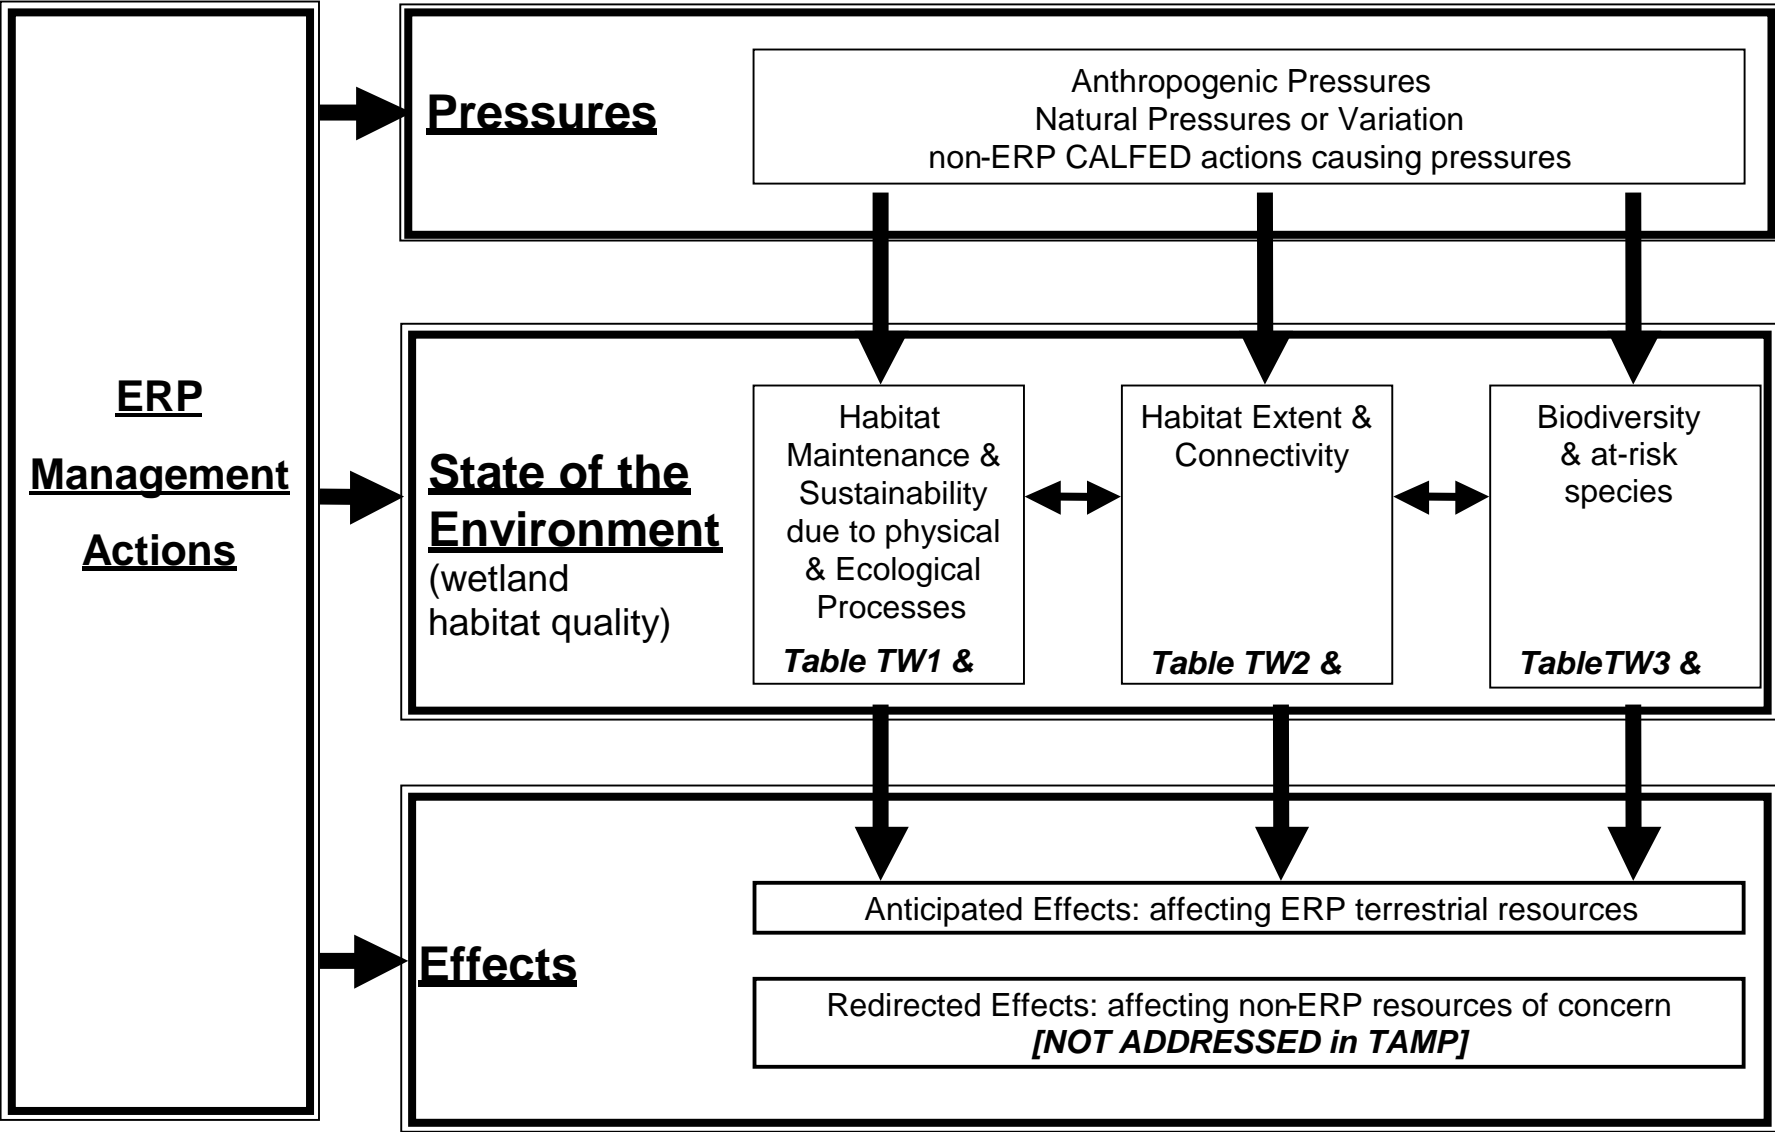 ERP
Management
Actions
Pressures
Anthropogenic Pressures
Natural Pressures or Variation
non-ERP CALFED actions causing pressures
State of the
Environment
(wetland
habitat quality)
Habitat
Maintenance &
Sustainability
due to physical
& Ecological
Processes
Table TW1 &
Habitat Extent &
Connectivity
Table TW2 &
Biodiversity
& at-risk
species
TableTW3 &
Effects
Anticipated Effects: affecting ERP terrestrial resources
Redirected Effects: affecting non-ERP resources of concern
[NOT ADDRESSED in TAMP]